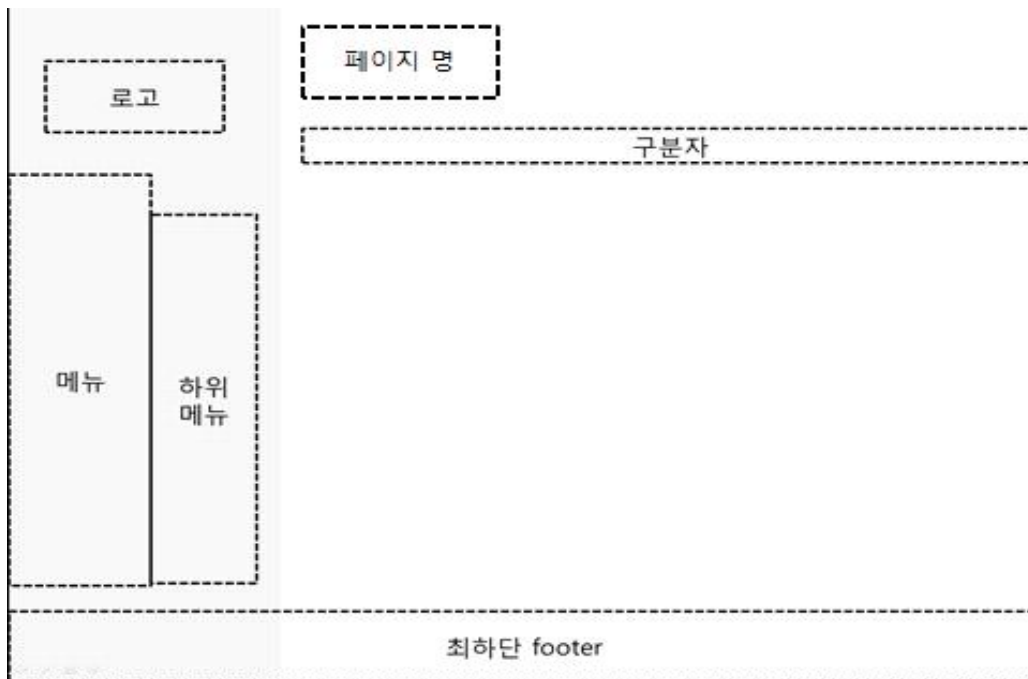 로고
페이지 명
구분자
메뉴
하위
메뉴
최하단 footer